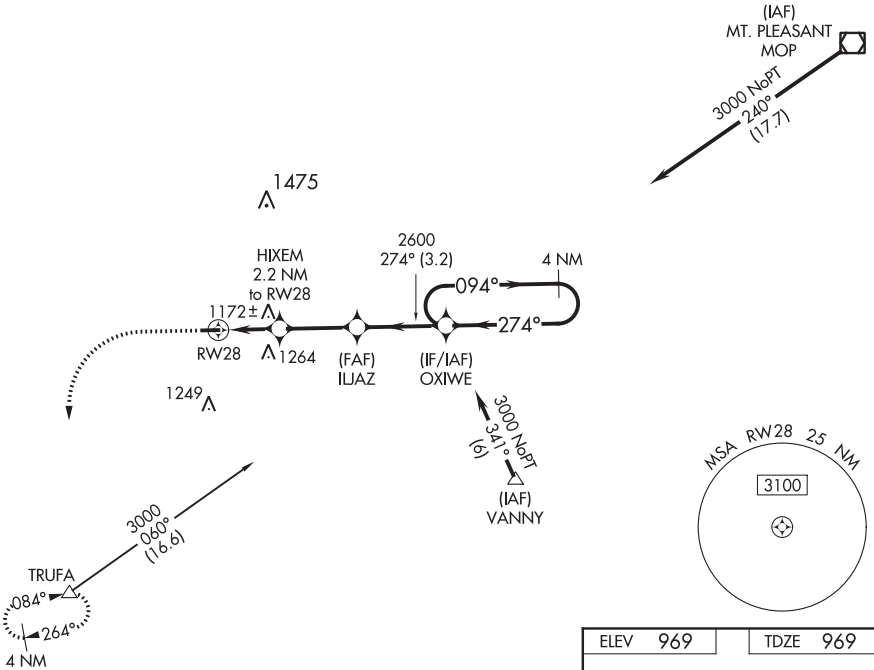 (IAF)
MT. PLEASANT
MOP
3000 NoPT
240°
(17.7)
1475
HIXEM
2.2 NM
to RW28
2600
274° (3.2)
4 NM
094°
274°
1172±
RW28
1264
(FAF)
ILJAZ
(IF/IAF)
OXIWE
1249
3000 NoPT
341°
(6)
(IAF)
VANNY
MSA RW28 25 NM
3100
3000
060°
(16.6)
TRUFA
084°
264°
4 NM
ELEV 969
TDZE 969